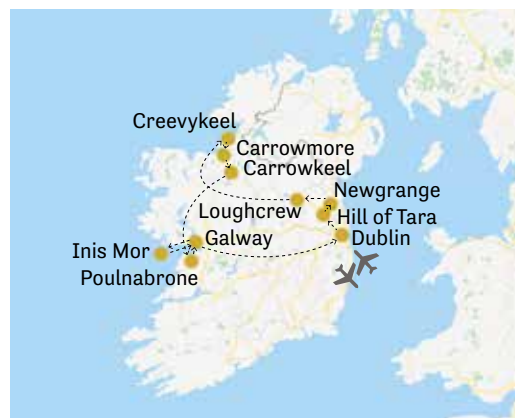 Creevykeel
Carrowmore
Carrowkeel
Newgrange
Loughcrew
Hill of Tara
Galway
Dublin
Inis Mor
Poulnabrone